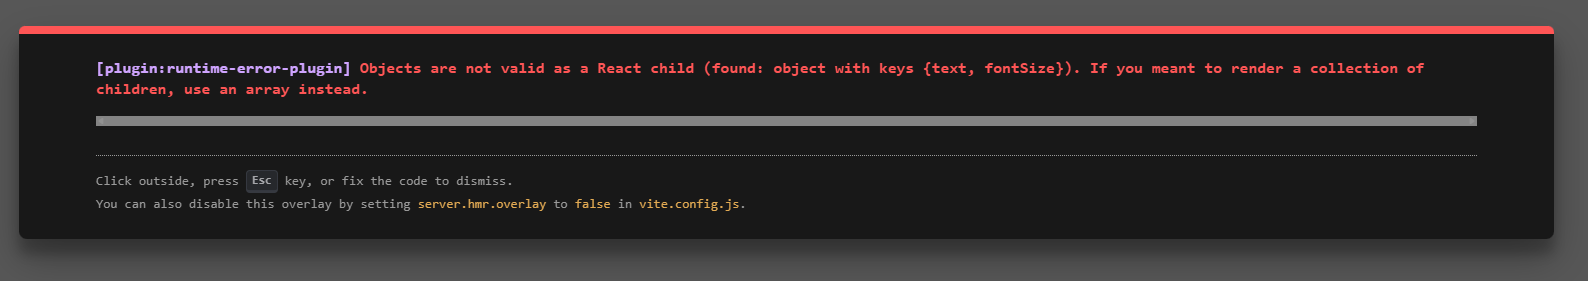 [plugin:runtime-error-plugin] Objects are not valid as a React child (found: object with keys {text, fontSize}). If you meant to render a collection of
children, use an array instead.
Click outside, press Esc key, or fix the code to dismiss.
You can also disable this overlay by setting server.hmr.overlay to false in vite.config.js.